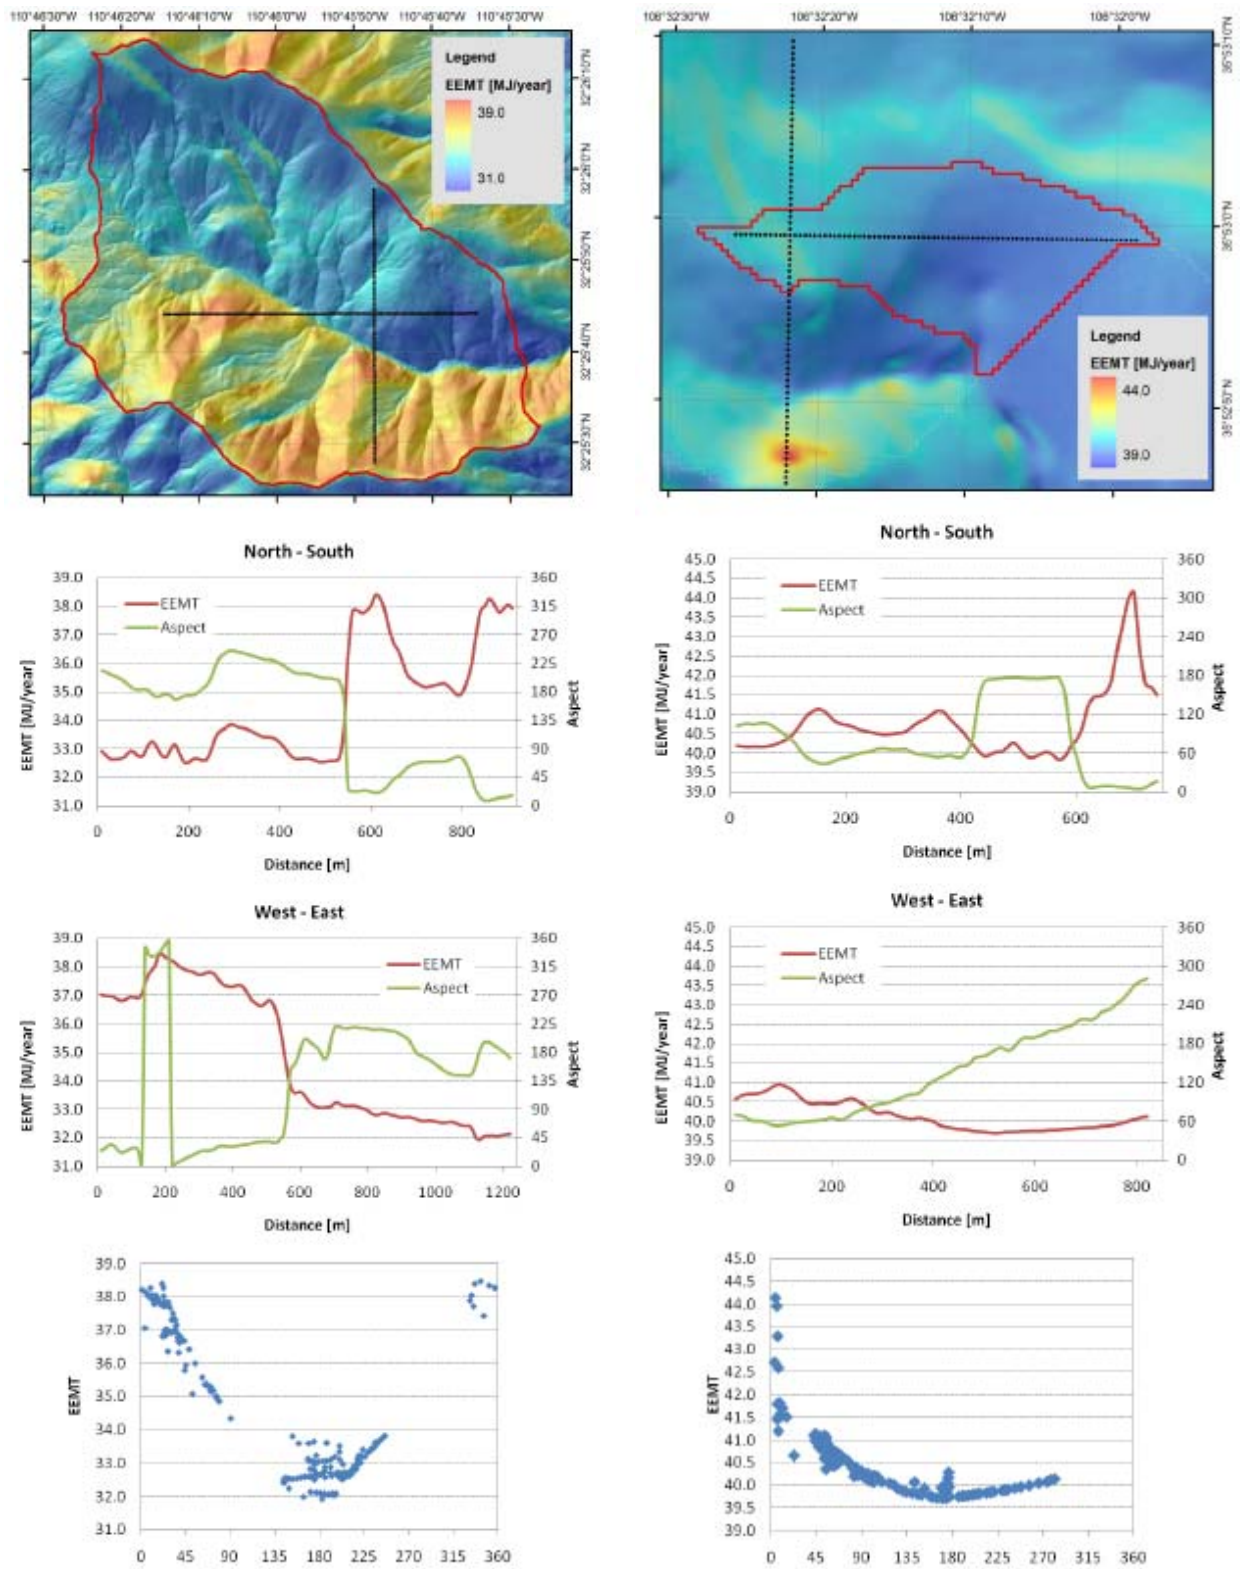 110°46'30"W 110°46'20"W 110°46'10"W 110°46'0"W 110°45'50"W 110°45'40"W 110°45'30"W
Legend
EEMT [MJ/year]
39.0
31.0
32°26'10"N
32°26'0"N
32°25'50"N
32°25'40"N
32°25'30"N
106°32'30"W 106°32'20"W 106°32'10"W 106°32'0"W
35°53'10"N
35°53'0"N
35°52'50"N
Legend
EEMT [MJ/year]
44.0
39.0
North - South
39.0
38.0
37.0
36.0
35.0
34.0
33.0
32.0
31.0
EEMT [MJ/year]
EEMT
Aspect
360
315
270
225
180
135
90
45
0
Aspect
0 200 400 600 800
Distance [m]
North - South
45.0
44.5
44.0
43.5
43.0
42.5
42.0
41.5
41.0
40.5
40.0
39.5
39.0
EEMT [MJ/year]
EEMT
Aspect
360
300
240
180
120
60
0
Aspect
0 200 400 600
Distance [m]
West - East
39.0
38.0
37.0
36.0
35.0
34.0
33.0
32.0
31.0
EEMT [MJ/year]
EEMT
Aspect
360
315
270
225
180
135
90
45
0
Aspect
0 200 400 600 800 1000 1200
Distance [m]
West - East
45.0
44.5
44.0
43.5
43.0
42.5
42.0
41.5
41.0
40.5
40.0
39.5
39.0
EEMT [MJ/year]
EEMT
Aspect
360
300
240
180
120
60
0
Aspect
0 200 400 600 800
Distance [m]
39.0
38.0
37.0
36.0
35.0
34.0
33.0
32.0
31.0
EEMT
0 45 90 135 180 225 270 315 360
45.0
44.5
44.0
43.5
43.0
42.5
42.0
41.5
41.0
40.5
40.0
39.5
39.0
EEMT
0 45 90 135 180 225 270 315 360